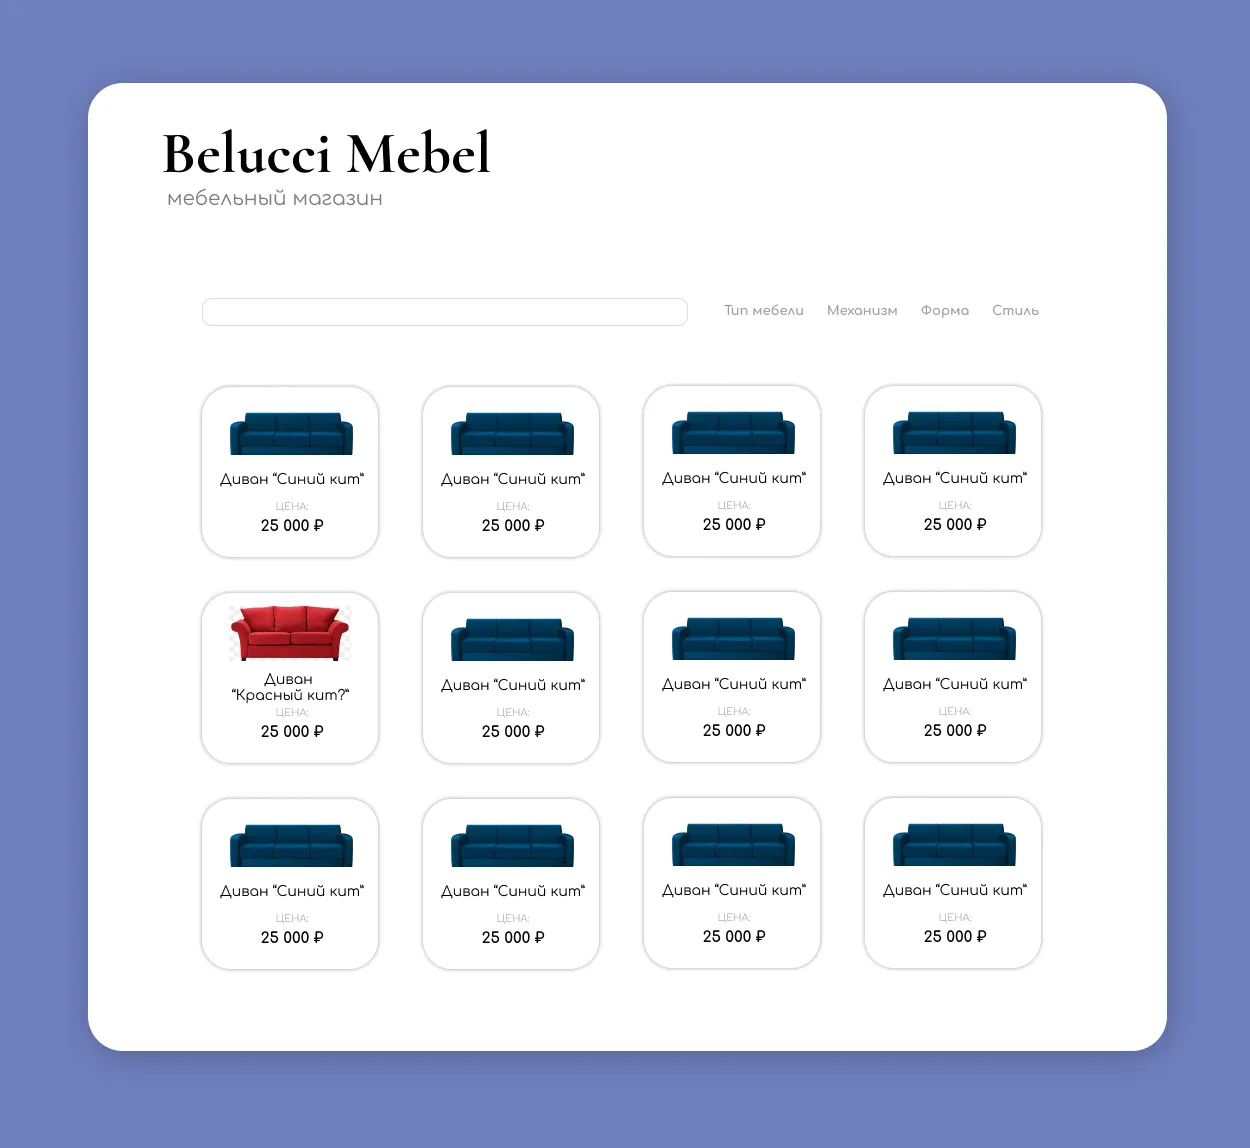 Belucci Mebel
мебельный магазин
Тип мебели Механизм Форма Стиль
Диван “Синий кит” Диван “Синий кит” Диван “Синий кит” Диван “Синий кит”
ЦЕНА: ЦЕНА: ЦЕНА: ЦЕНА:
25 000 ₽ 25 000 ₽ 25 000 ₽ 25 000 ₽
Диван
“Красный кит?” Диван “Синий кит” Диван “Синий кит” Диван “Синий кит”
ЦЕНА: ЦЕНА: ЦЕНА: ЦЕНА:
25 000 ₽ 25 000 ₽ 25 000 ₽ 25 000 ₽
Диван “Синий кит” Диван “Синий кит” Диван “Синий кит” Диван “Синий кит”
ЦЕНА: ЦЕНА: ЦЕНА: ЦЕНА:
25 000 ₽ 25 000 ₽ 25 000 ₽ 25 000 ₽